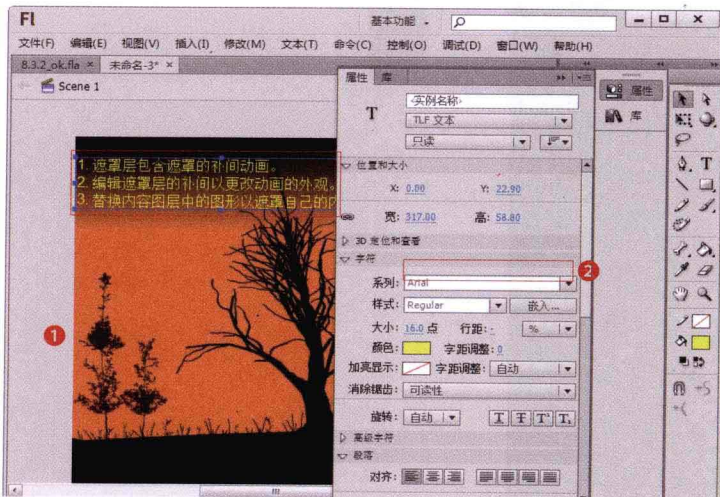 Fl
基本功能
文件(F) 编辑(E) 视图(V) 插入(I) 修改(M) 文本(T) 命令(C) 控制(O) 调试(D) 窗口(W) 帮助(H)
8.3.2_ok.fla × 未命名-3* ×
Scene 1
1. 遮罩层包含遮罩的补间动画。
2. 编辑遮罩层的补间以更改动画的外观。
3. 替换内容图层中的图形以遮罩自己的内
1
属性 库
T
<实例名称>
TLF 文本
只读
位置和大小
X: 0.00 Y: 22.90
宽: 317.00 高: 58.80
3D 定位和查看
字符
2
系列: Arial
样式: Regular 嵌入...
大小: 16.0 点 行距: - %
颜色: 字距调整: 0
加亮显示: 字距调整: 自动
消除锯齿: 可读性
旋转: 自动 T T T¹ T₁
高级字符
段落
对齐:
属性
库
T